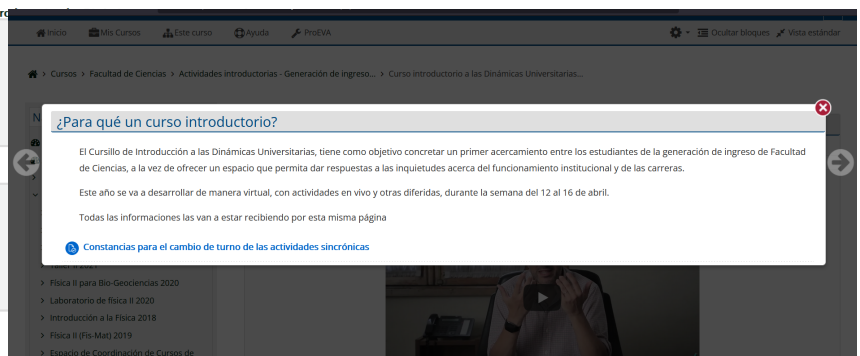 Inicio Mis Cursos Este curso Ayuda ProEVA Ocultar bloques Vista estándar
Cursos > Facultad de Ciencias > Actividades introductorias - Generación de ingreso... > Curso introductorio a las Dinámicas Universitarias...
N
¿Para qué un curso introductorio?
El Cursillo de Introducción a las Dinámicas Universitarias, tiene como objetivo concretar un primer acercamiento entre los estudiantes de la generación de ingreso de Facultad
de Ciencias, a la vez de ofrecer un espacio que permita dar respuestas a las inquietudes acerca del funcionamiento institucional y de las carreras.
Este año se va a desarrollar de manera virtual, con actividades en vivo y otras diferidas, durante la semana del 12 al 16 de abril.
Todas las informaciones las van a estar recibiendo por esta misma página
Constancias para el cambio de turno de las actividades sincrónicas
> Taller II 2021
> Física II para Bio-Geociencias 2020
> Laboratorio de física II 2020
> Introducción a la Física 2018
> Física II (Fis-Mat) 2019
> Espacio de Coordinación de Cursos de